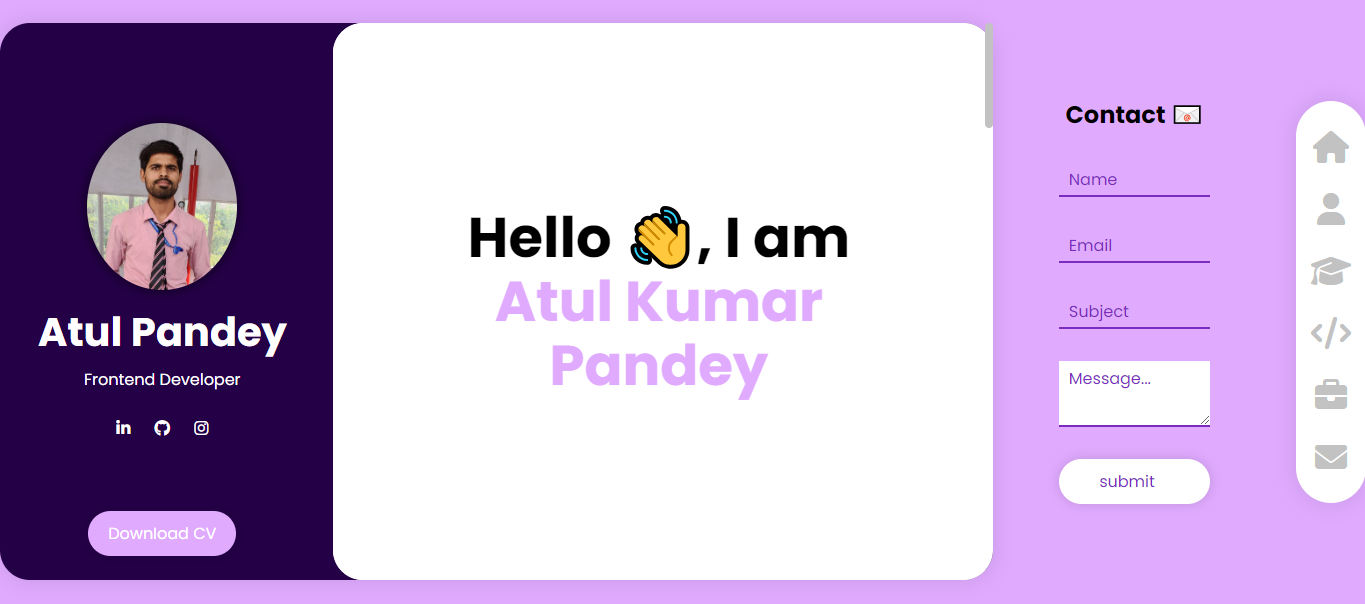 Atul Pandey
Frontend Developer
Download CV
Hello 👋, I am
Atul Kumar
Pandey
Contact 📧
Name
Email
Subject
Message...
submit